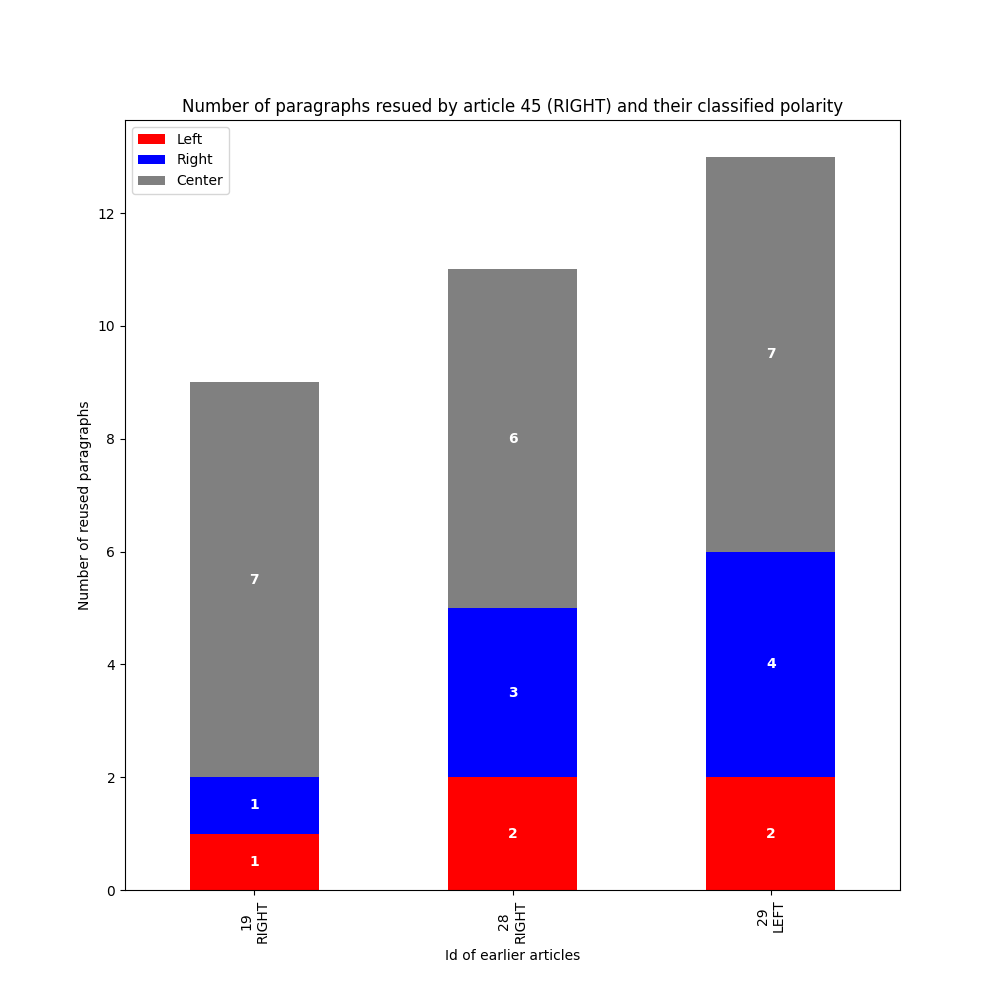 Number of paragraphs resued by article 45 (RIGHT) and their classified polarity
Left
Right
Center
Number of reused paragraphs
12
10
8
6
4
2
0
7
1
1
6
3
2
7
4
2
19
RIGHT
28
RIGHT
29
LEFT
Id of earlier articles